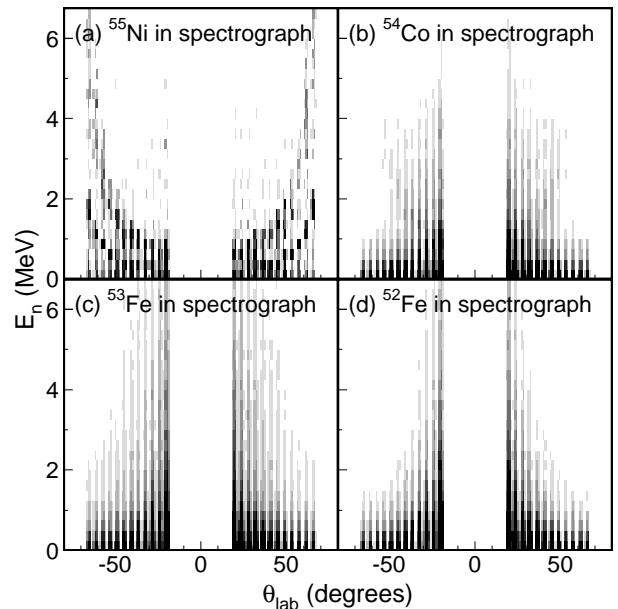 (a) ⁵⁵Ni in spectrograph
(b) ⁵⁴Co in spectrograph
6
4
2
0
(c) ⁵³Fe in spectrograph
(d) ⁵²Fe in spectrograph
6
4
2
0
E_n (MeV)
-50 0 50 -50 0 50
θ_lab (degrees)